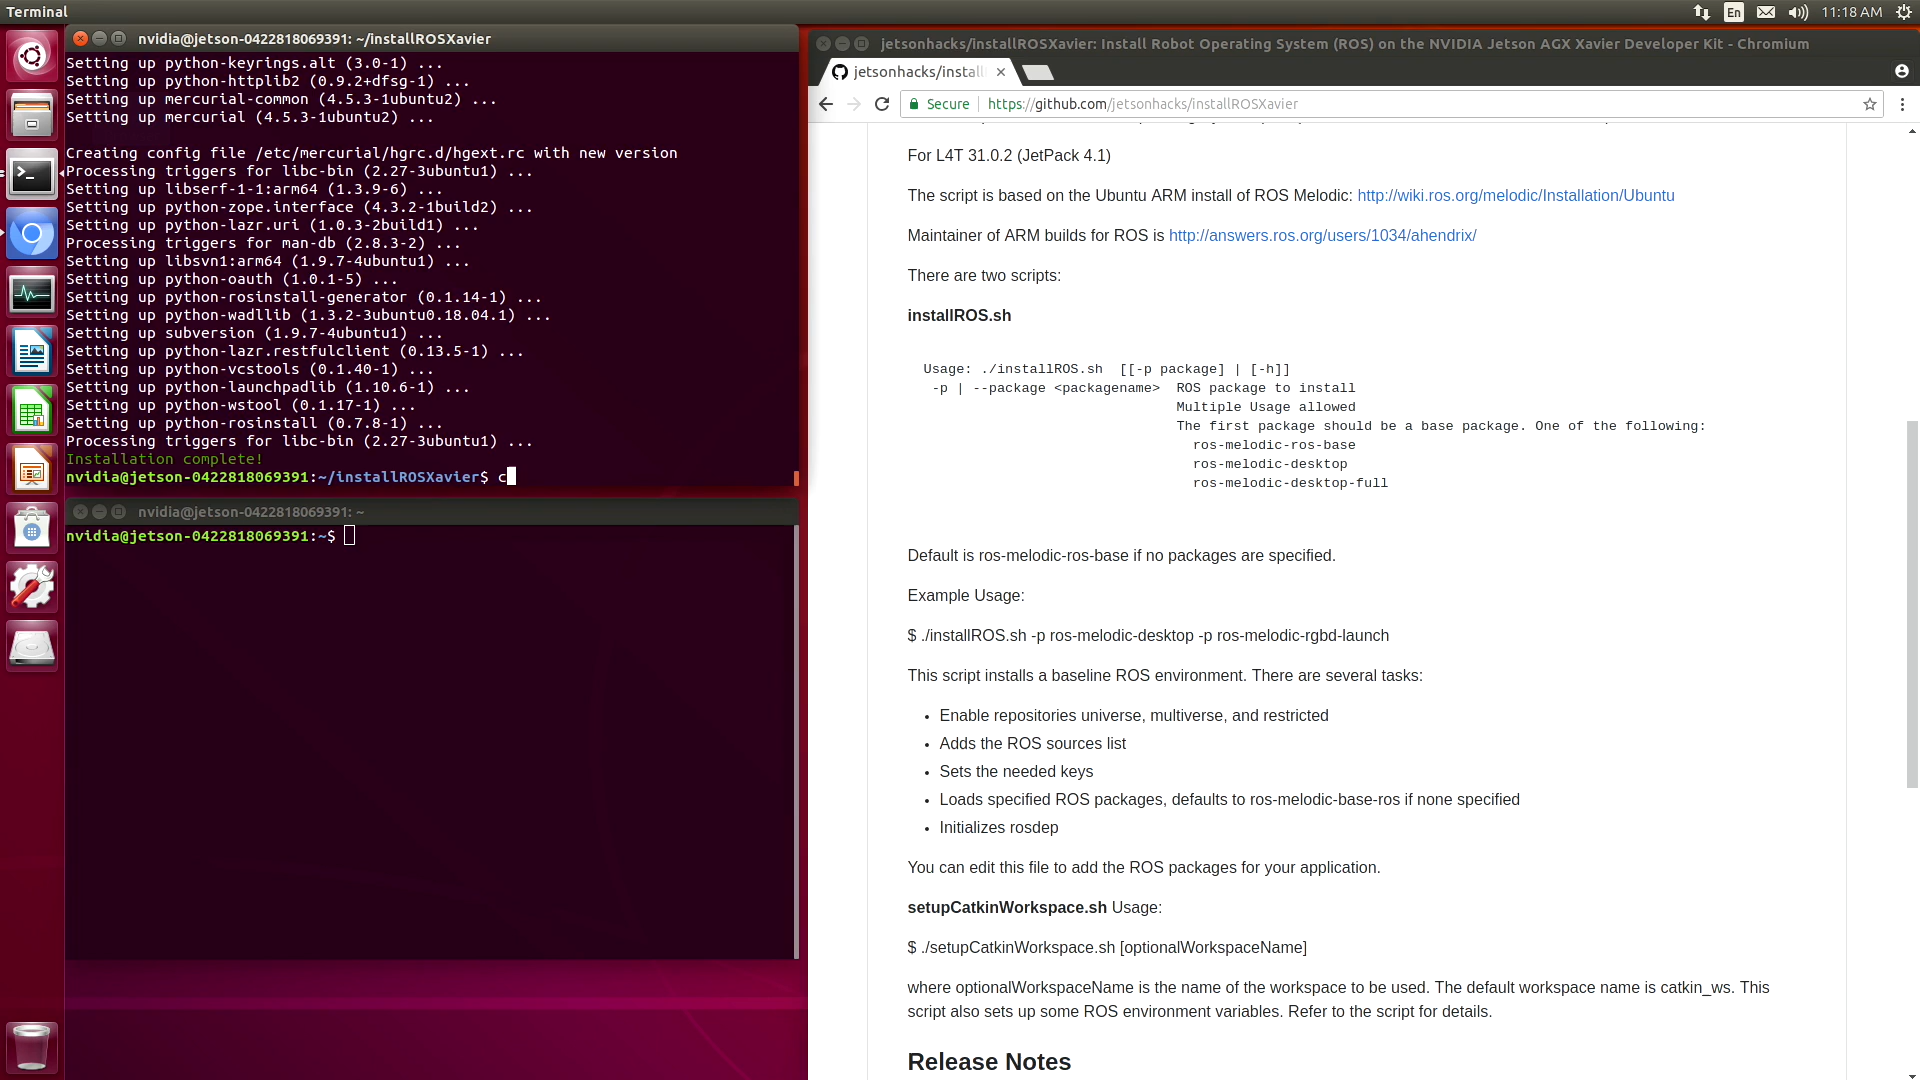 Terminal
En
11:18 AM
nvidia@jetson-0422818069391: ~/installROSXavier
Setting up python-keyrings.alt (3.0-1) ...
Setting up python-httplib2 (0.9.2+dfsg-1) ...
Setting up mercurial-common (4.5.3-1ubuntu2) ...
Setting up mercurial (4.5.3-1ubuntu2) ...
Creating config file /etc/mercurial/hgrc.d/hgext.rc with new version
Processing triggers for libc-bin (2.27-3ubuntu1) ...
Setting up libserf-1-1:arm64 (1.3.9-6) ...
Setting up python-zope.interface (4.3.2-1build2) ...
Setting up python-lazr.uri (1.0.3-2build1) ...
Processing triggers for man-db (2.8.3-2) ...
Setting up libsvn1:arm64 (1.9.7-4ubuntu1) ...
Setting up python-oauth (1.0.1-5) ...
Setting up python-rosinstall-generator (0.1.14-1) ...
Setting up python-wadllib (1.3.2-3ubuntu0.18.04.1) ...
Setting up subversion (1.9.7-4ubuntu1) ...
Setting up python-lazr.restfulclient (0.13.5-1) ...
Setting up python-vcstools (0.1.40-1) ...
Setting up python-launchpadlib (1.10.6-1) ...
Setting up python-wstool (0.1.17-1) ...
Setting up python-rosinstall (0.7.8-1) ...
Processing triggers for libc-bin (2.27-3ubuntu1) ...
Installation complete!
nvidia@jetson-0422818069391:~/installROSXavier$ c
nvidia@jetson-0422818069391: ~
nvidia@jetson-0422818069391:~$
jetsonhacks/installROSXavier: Install Robot Operating System (ROS) on the NVIDIA Jetson AGX Xavier Developer Kit - Chromium
jetsonhacks/install
Secure https://github.com/jetsonhacks/installROSXavier
For L4T 31.0.2 (JetPack 4.1)
The script is based on the Ubuntu ARM install of ROS Melodic: http://wiki.ros.org/melodic/Installation/Ubuntu
Maintainer of ARM builds for ROS is http://answers.ros.org/users/1034/ahendrix/
There are two scripts:
installROS.sh
Usage: ./installROS.sh [[-p package] | [-h]]
-p | --package <packagename> ROS package to install
Multiple Usage allowed
The first package should be a base package. One of the following:
ros-melodic-ros-base
ros-melodic-desktop
ros-melodic-desktop-full
Default is ros-melodic-ros-base if no packages are specified.
Example Usage:
$ ./installROS.sh -p ros-melodic-desktop -p ros-melodic-rgbd-launch
This script installs a baseline ROS environment. There are several tasks:
• Enable repositories universe, multiverse, and restricted
• Adds the ROS sources list
• Sets the needed keys
• Loads specified ROS packages, defaults to ros-melodic-base-ros if none specified
• Initializes rosdep
You can edit this file to add the ROS packages for your application.
setupCatkinWorkspace.sh Usage:
$ ./setupCatkinWorkspace.sh [optionalWorkspaceName]
where optionalWorkspaceName is the name of the workspace to be used. The default workspace name is catkin_ws. This
script also sets up some ROS environment variables. Refer to the script for details.
Release Notes